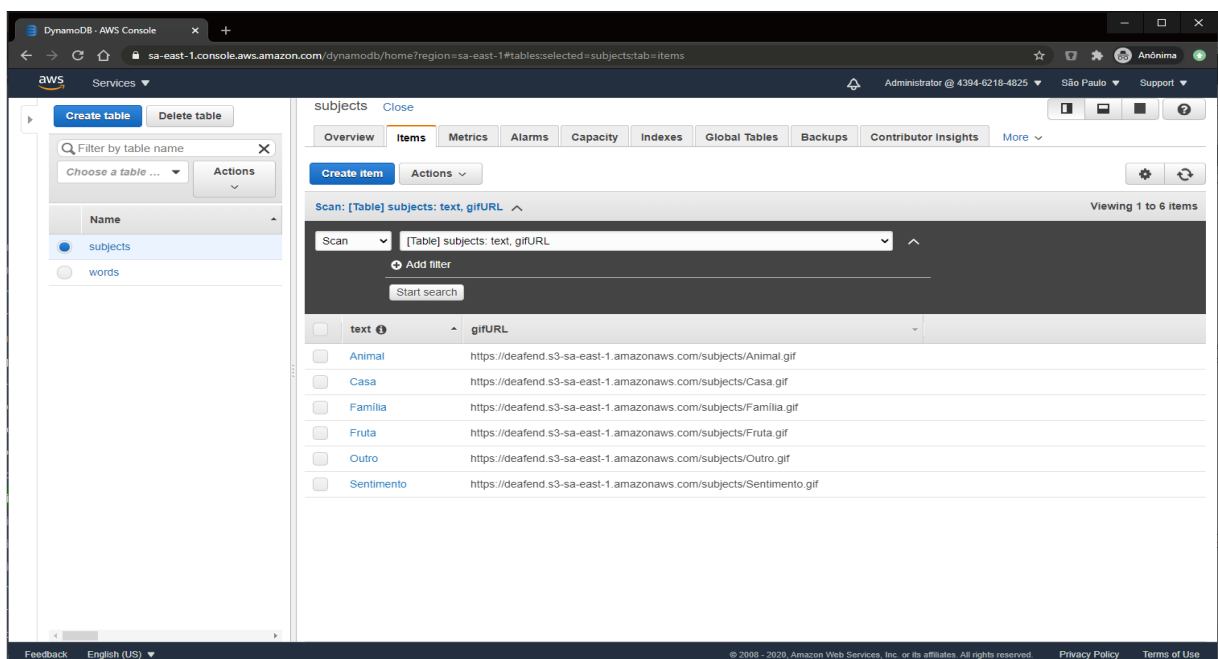 DynamoDB · AWS Console
sa-east-1.console.aws.amazon.com/dynamodb/home?region=sa-east-1#tables:selected=subjects;tab=items
Anônima
aws Services
Administrator @ 4394-6218-4825 São Paulo Support
Create table Delete table
Filter by table name
Choose a table ... Actions
Name
subjects
words
subjects Close
Overview Items Metrics Alarms Capacity Indexes Global Tables Backups Contributor Insights More
Create item Actions
Scan: [Table] subjects: text, gifURL Viewing 1 to 6 items
Scan [Table] subjects: text, gifURL
Add filter
Start search
text gifURL
Animal https://deafend.s3-sa-east-1.amazonaws.com/subjects/Animal.gif
Casa https://deafend.s3-sa-east-1.amazonaws.com/subjects/Casa.gif
Família https://deafend.s3-sa-east-1.amazonaws.com/subjects/Família.gif
Fruta https://deafend.s3-sa-east-1.amazonaws.com/subjects/Fruta.gif
Outro https://deafend.s3-sa-east-1.amazonaws.com/subjects/Outro.gif
Sentimento https://deafend.s3-sa-east-1.amazonaws.com/subjects/Sentimento.gif
Feedback English (US) © 2008 - 2020, Amazon Web Services, Inc. or its affiliates. All rights reserved. Privacy Policy Terms of Use